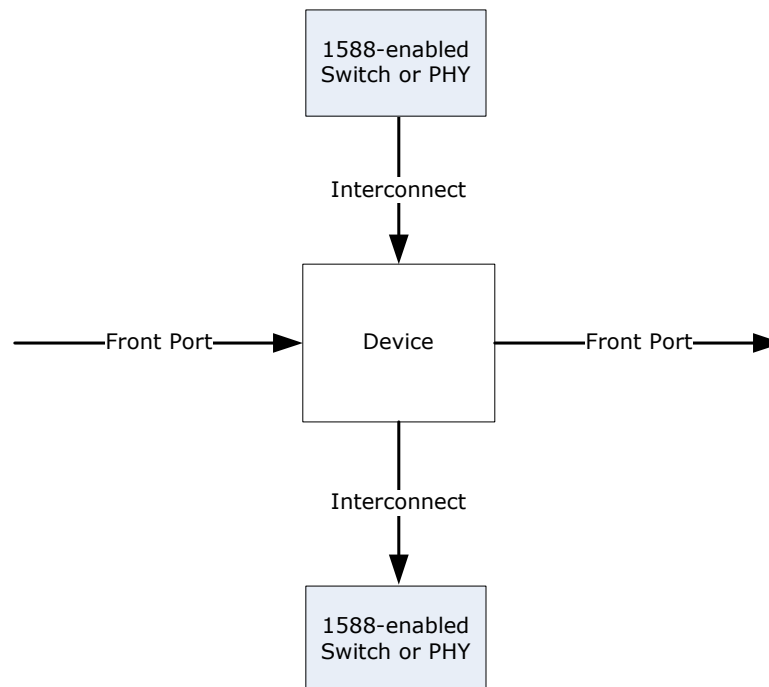 1588-enabled
Switch or PHY
Interconnect
Front Port
Device
Front Port
Interconnect
1588-enabled
Switch or PHY